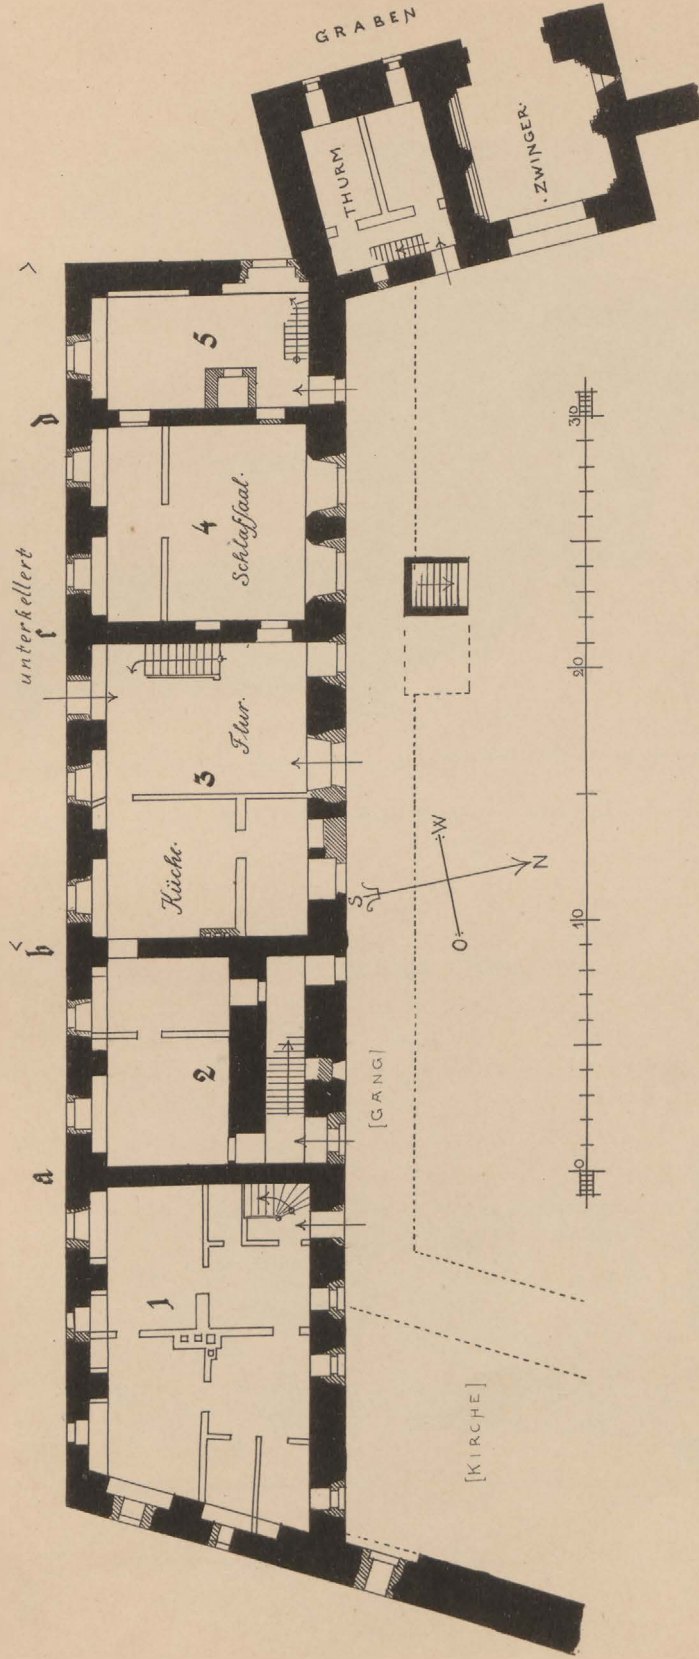 GRABEN
THURM
·ZWINGER·
5
d
4
Schlafsaal.
unterkellert
c
3
Flur.
Küche.
b
2
a
1
[GANG]
[KIRCHE]
S
W
N
O
30
20
10
0